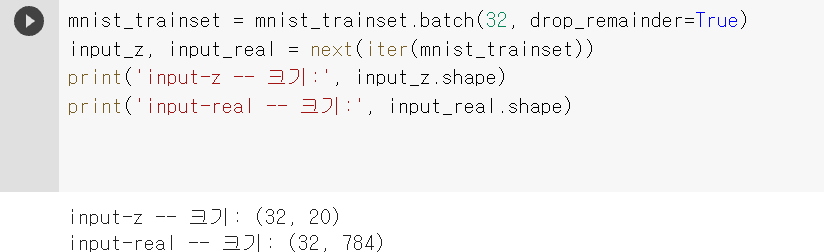 mnist_trainset = mnist_trainset.batch(32, drop_remainder=True)
input_z, input_real = next(iter(mnist_trainset))
print('input-z -- 크기:', input_z.shape)
print('input-real -- 크기:', input_real.shape)
input-z -- 크기: (32, 20)
input-real -- 크기: (32, 784)